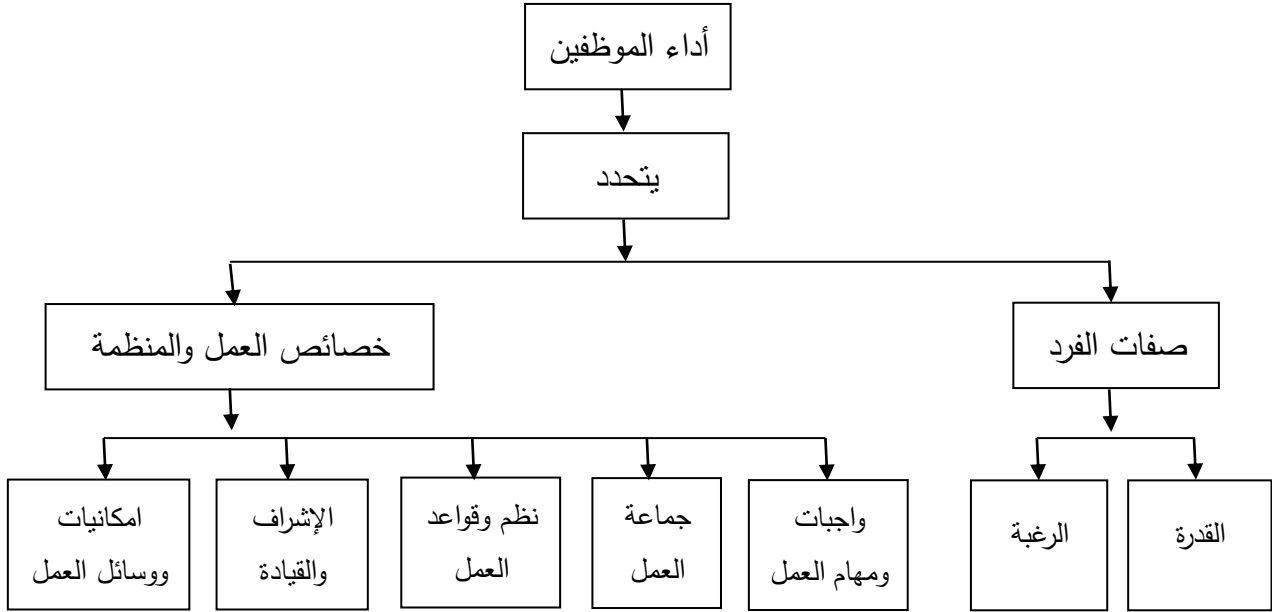 أداء الموظفين
يتحدد
صفات الفرد
خصائص العمل والمنظمة
القدرة
الرغبة
واجبات
ومهام العمل
جماعة
العمل
نظم وقواعد
العمل
الإشراف
والقيادة
امكانيات
ووسائل العمل